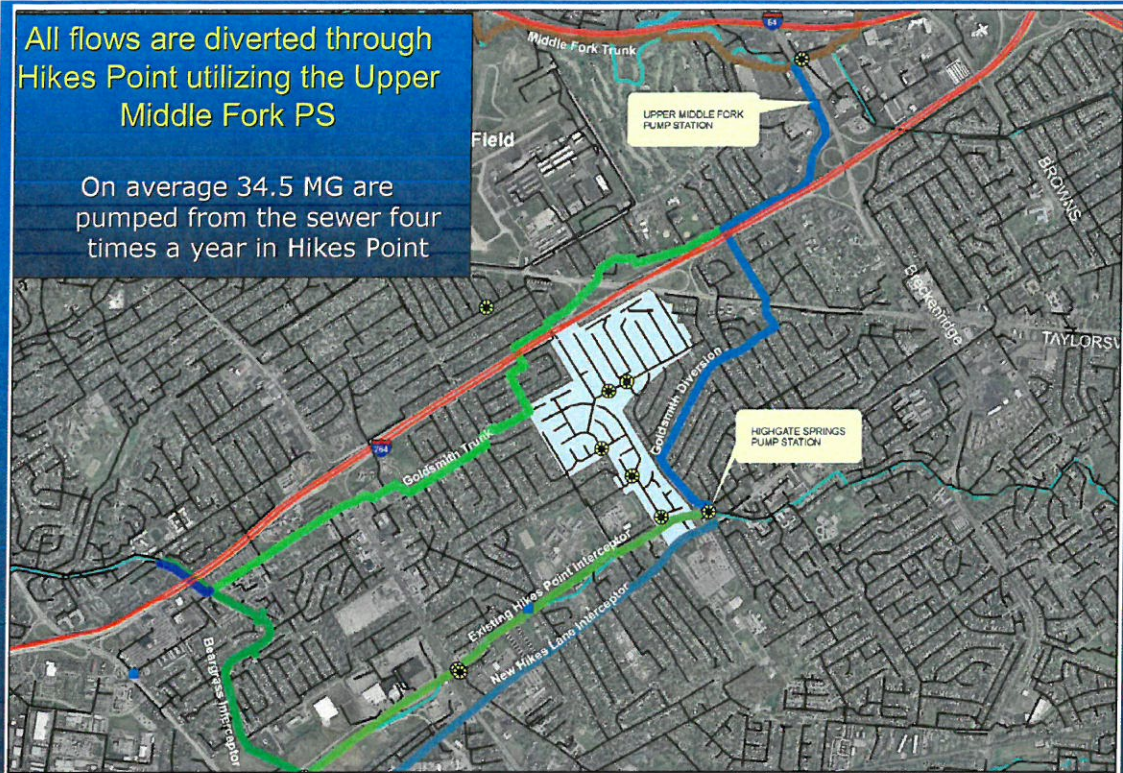 All flows are diverted through
Hikes Point utilizing the Upper
Middle Fork PS
On average 34.5 MG are
pumped from the sewer four
times a year in Hikes Point
64
Middle Fork Trunk
UPPER MIDDLE FORK
PUMP STATION
Field
BROWNS
Breckenridge
TAYLORSV
Goldsmith Diversion
HIGHGATE SPRINGS
PUMP STATION
264
Goldsmith Trunk
Existing Hikes Point Interceptor
New Hikes Lane Interceptor
Beargrass Interceptor